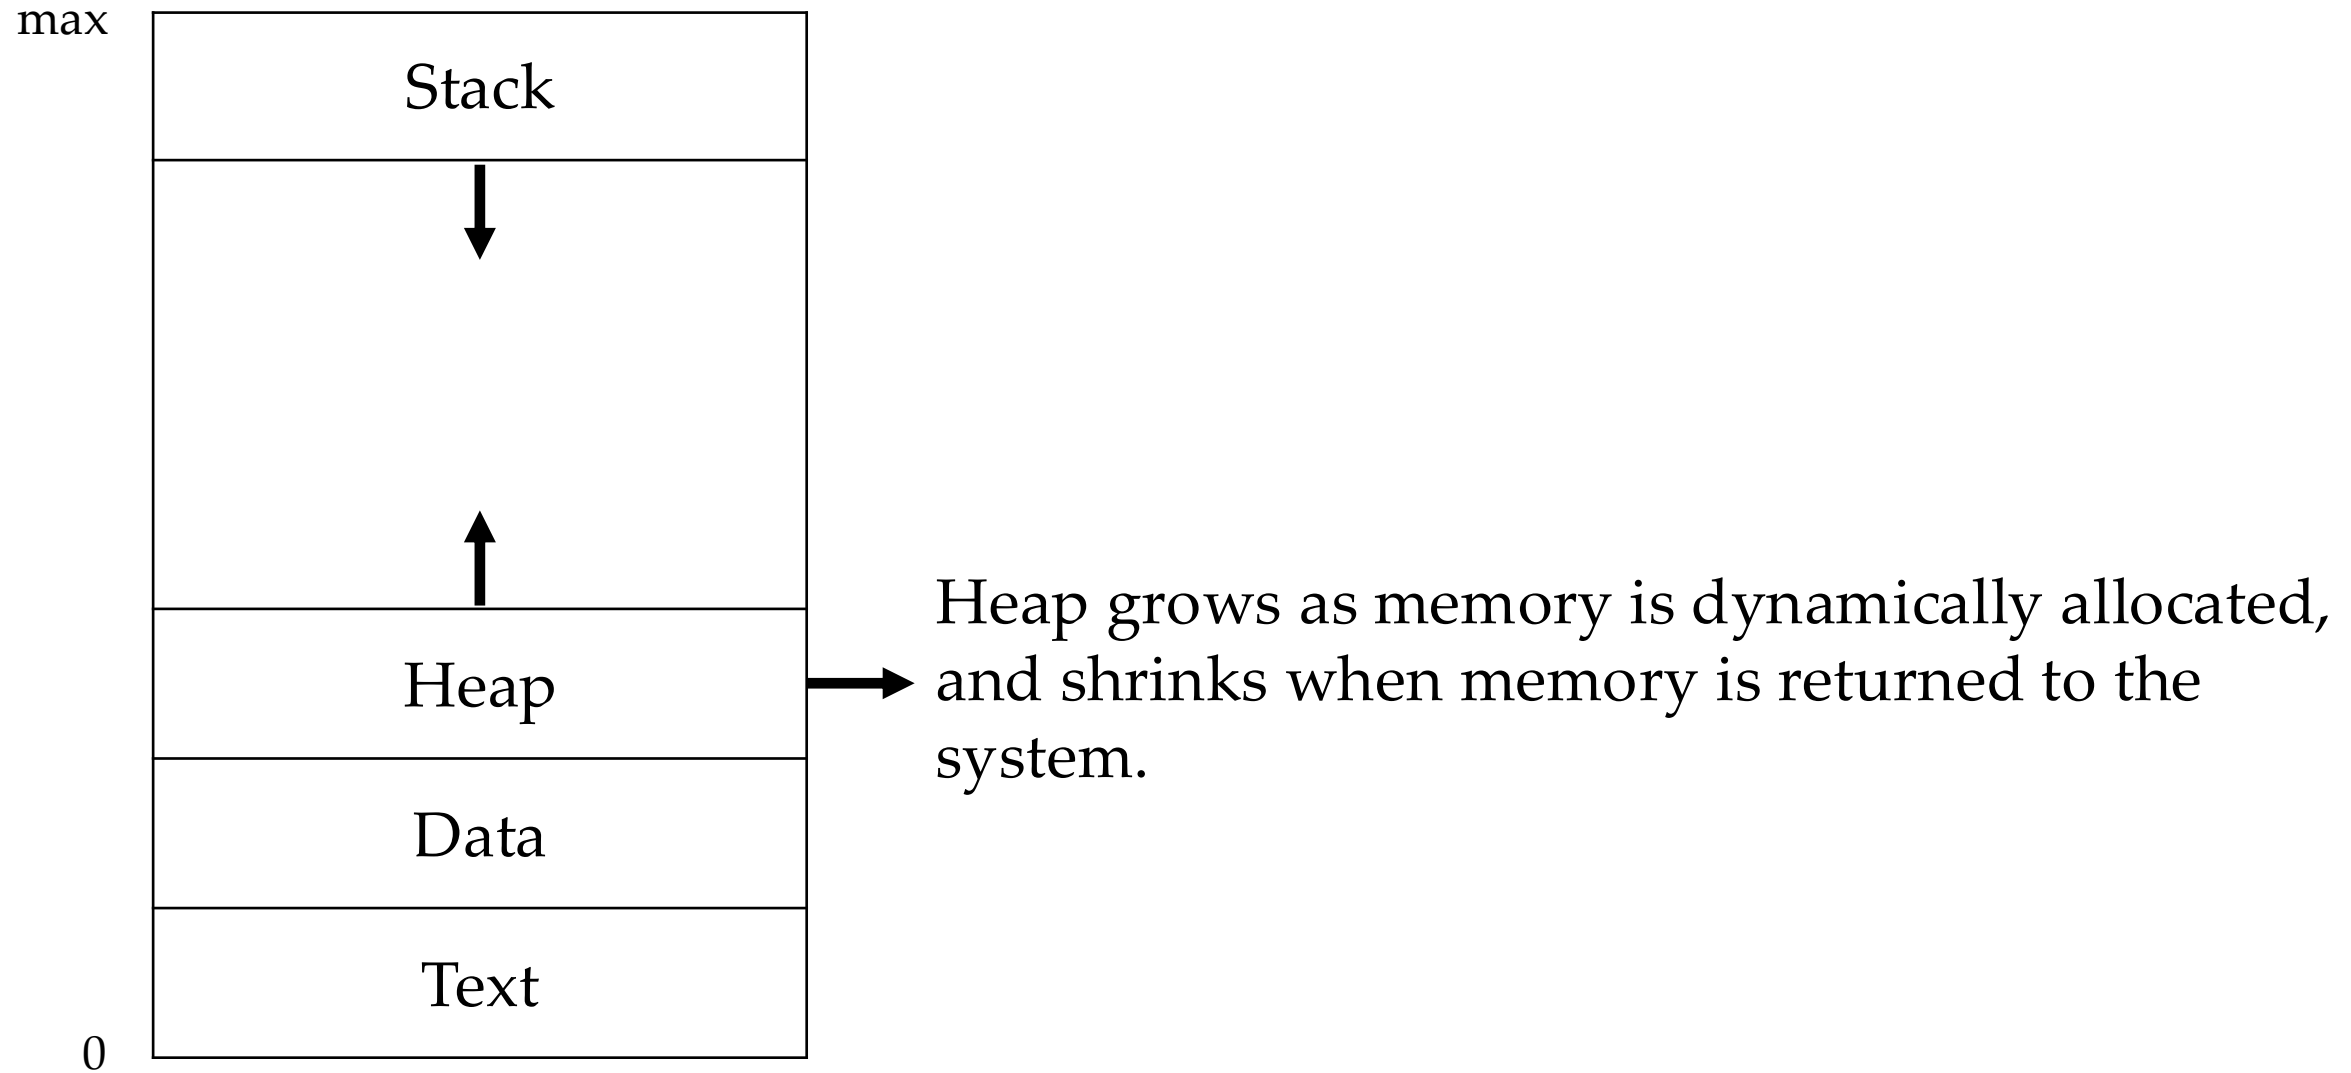 max
Stack
Heap grows as memory is dynamically allocated,
Heap
and shrinks when memory is returned to the
system.
Data
Text
0